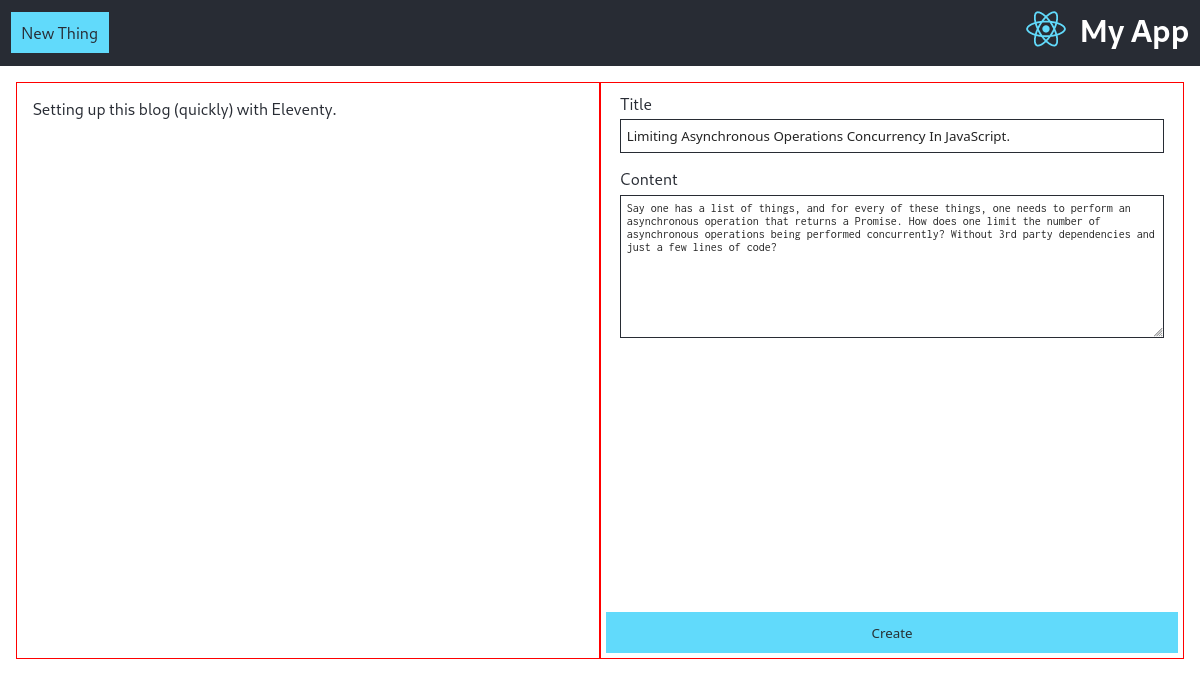 New Thing
My App
Setting up this blog (quickly) with Eleventy.
Title
Limiting Asynchronous Operations Concurrency In JavaScript.
Content
Say one has a list of things, and for every of these things, one needs to perform an
asynchronous operation that returns a Promise. How does one limit the number of
asynchronous operations being performed concurrently? Without 3rd party dependencies and
just a few lines of code?
Create